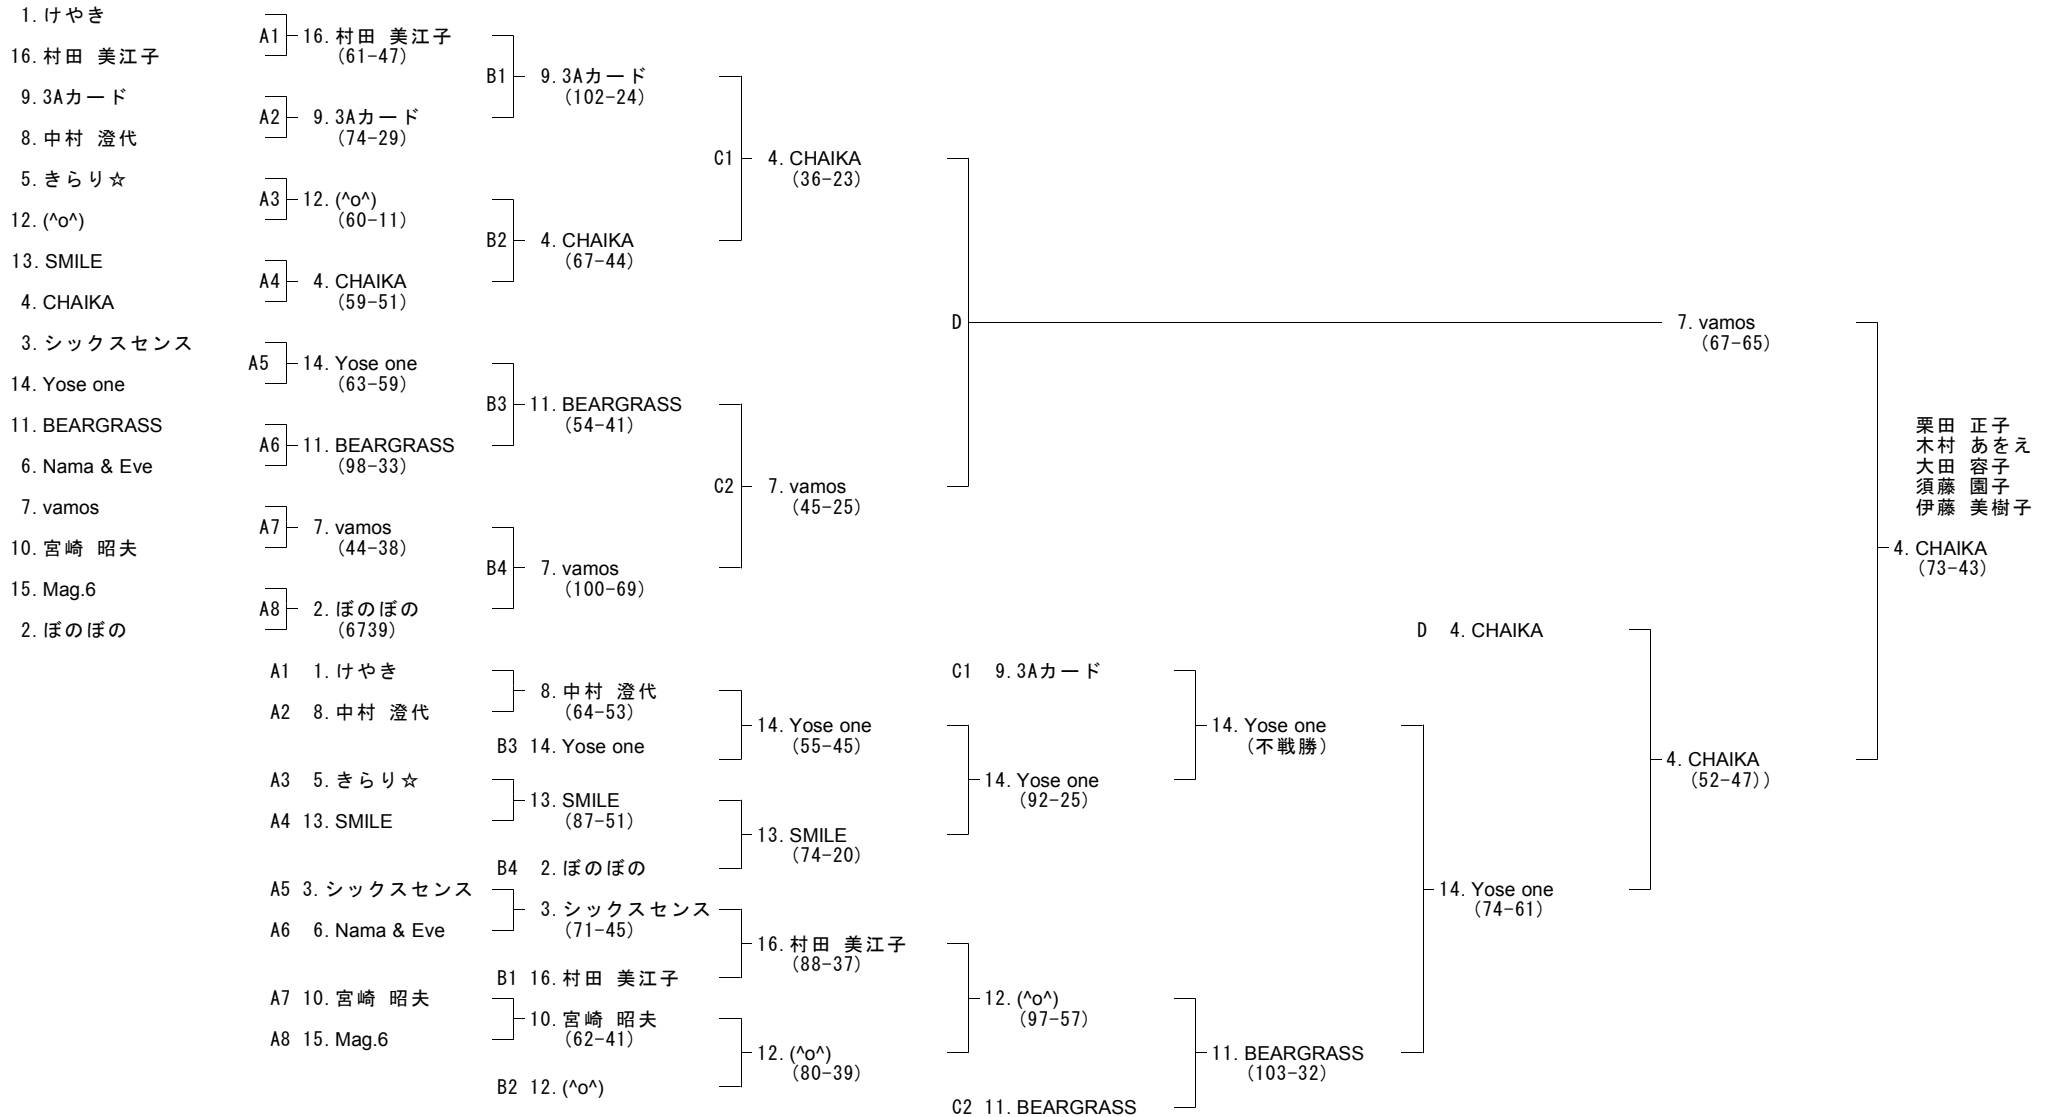 1. けやき
A1 16. 村田 美江子
(61-47)
16. 村田 美江子
B1 9. 3Aカード
(102-24)
9. 3Aカード
A2 9. 3Aカード
(74-29)
8. 中村 澄代
C1 4. CHAIKA
(36-23)
5. きらり☆
A3 12. (^o^)
(60-11)
12. (^o^)
B2 4. CHAIKA
(67-44)
13. SMILE
A4 4. CHAIKA
(59-51)
4. CHAIKA
D 7. vamos
(67-65)
3. シックスセンス
A5 14. Yose one
(63-59)
14. Yose one
B3 11. BEARGRASS
(54-41)
11. BEARGRASS
A6 11. BEARGRASS
(98-33)
6. Nama & Eve
C2 7. vamos
(45-25)
7. vamos
A7 7. vamos
(44-38)
10. 宮崎 昭夫
B4 7. vamos
(100-69)
15. Mag.6
A8 2. ぼのぼの
(6739)
2. ぼのぼの
栗田 正子
木村 あをえ
大田 容子
須藤 園子
伊藤 美樹子
4. CHAIKA
(73-43)
D 4. CHAIKA
A1 1. けやき
8. 中村 澄代
(64-53)
A2 8. 中村 澄代
14. Yose one
(55-45)
B3 14. Yose one
C1 9. 3Aカード
14. Yose one
(不戦勝)
A3 5. きらり☆
13. SMILE
(87-51)
A4 13. SMILE
14. Yose one
(92-25)
13. SMILE
(74-20)
B4 2. ぼのぼの
4. CHAIKA
(52-47))
A5 3. シックスセンス
3. シックスセンス
(71-45)
A6 6. Nama & Eve
14. Yose one
(74-61)
16. 村田 美江子
(88-37)
B1 16. 村田 美江子
A7 10. 宮崎 昭夫
10. 宮崎 昭夫
(62-41)
A8 15. Mag.6
12. (^o^)
(97-57)
12. (^o^)
(80-39)
B2 12. (^o^)
11. BEARGRASS
(103-32)
C2 11. BEARGRASS